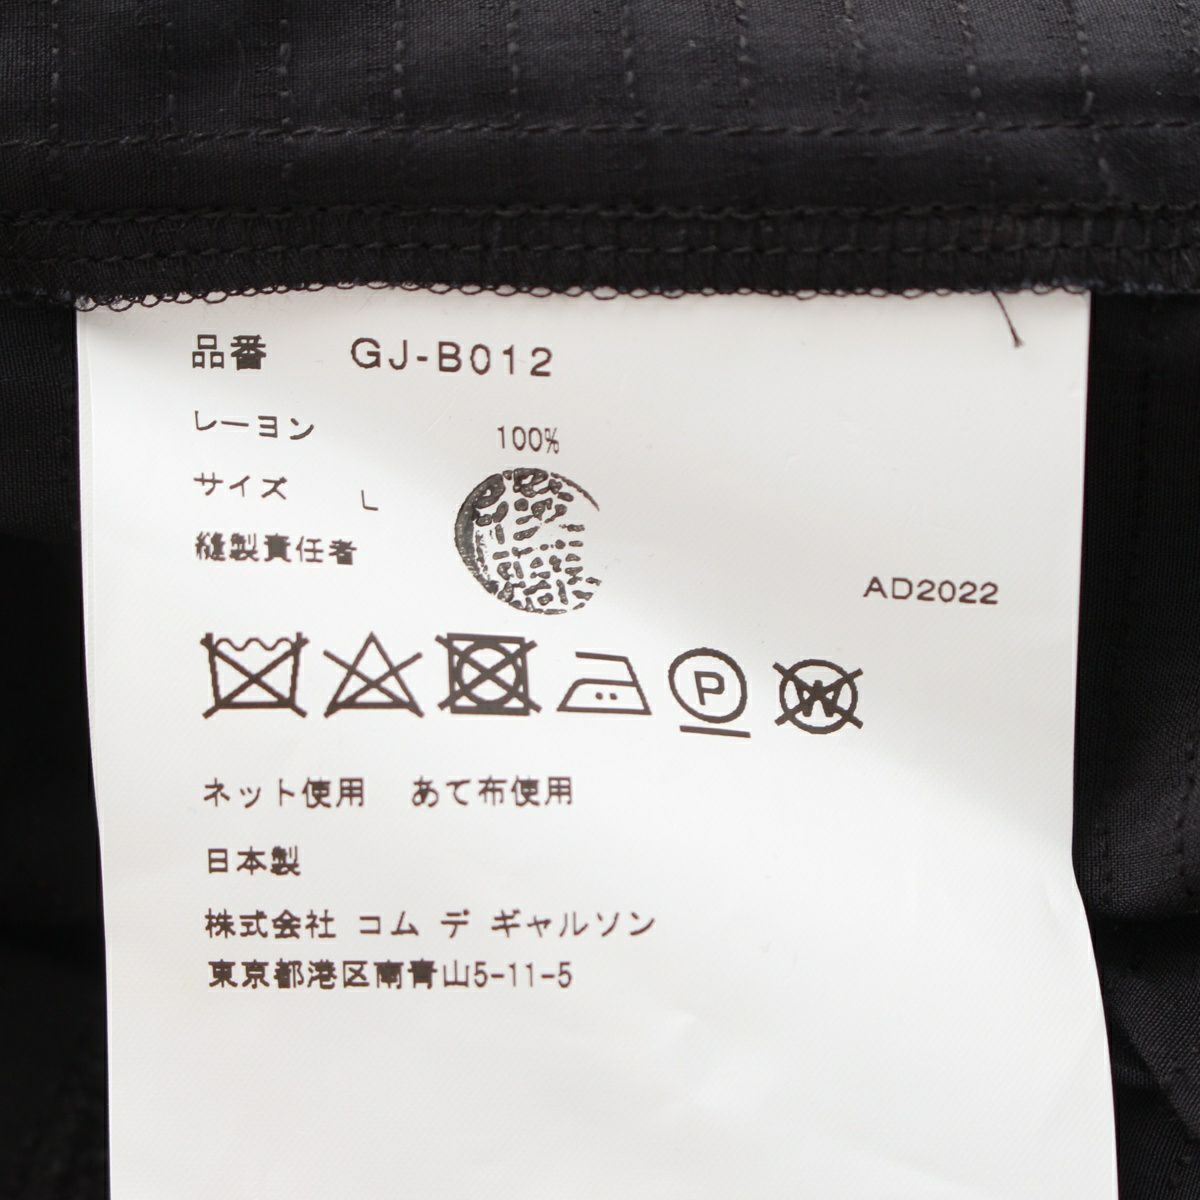 品番 GJ-B012
レーヨン 100%
サイズ L
縫製責任者
AD2022
P
W
ネット使用 あて布使用
日本製
株式会社 コム デ ギャルソン
東京都港区南青山5-11-5